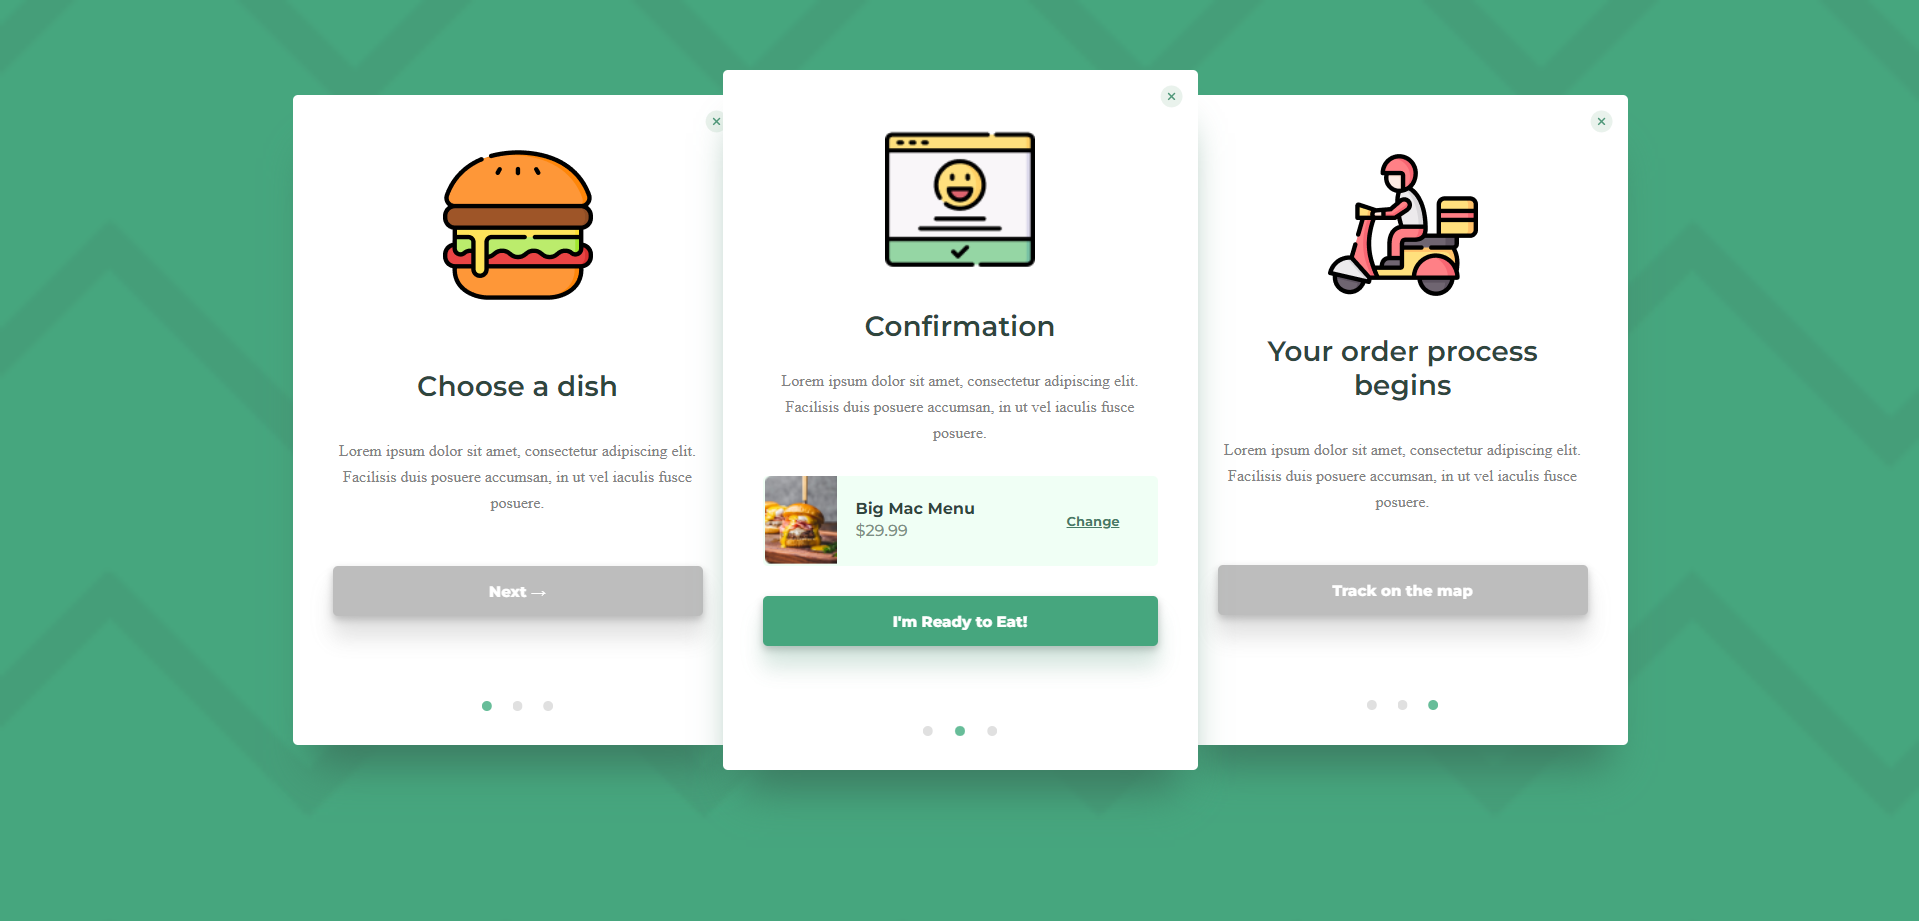 Choose a dish
Lorem ipsum dolor sit amet, consectetur adipiscing elit.
Facilisis duis posuere accumsan, in ut vel iaculis fusce
posuere.
Next →
Confirmation
Lorem ipsum dolor sit amet, consectetur adipiscing elit.
Facilisis duis posuere accumsan, in ut vel iaculis fusce
posuere.
Big Mac Menu
$29.99
Change
I'm Ready to Eat!
Your order process
begins
Lorem ipsum dolor sit amet, consectetur adipiscing elit.
Facilisis duis posuere accumsan, in ut vel iaculis fusce
posuere.
Track on the map